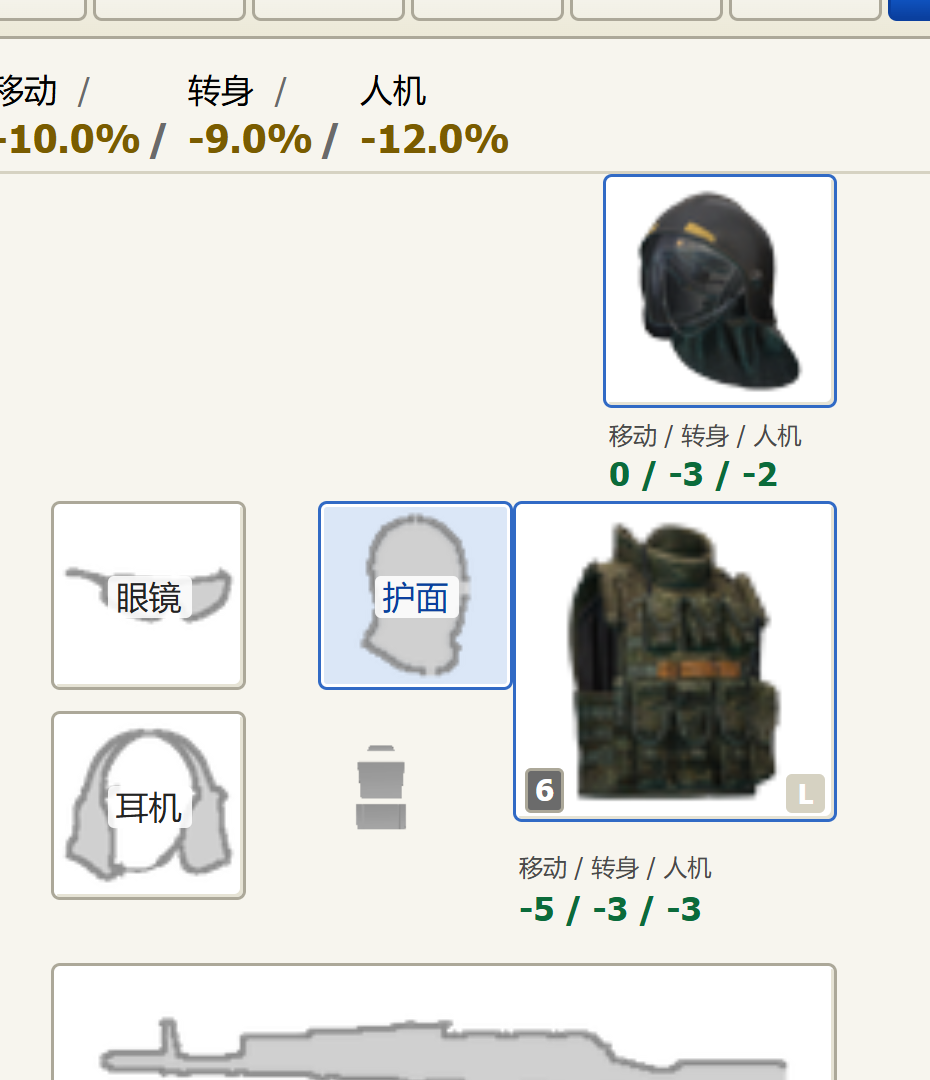 移动 / 转身 / 人机
-10.0% / -9.0% / -12.0%
移动 / 转身 / 人机
0 / -3 / -2
眼镜
护面
耳机
6
L
移动 / 转身 / 人机
-5 / -3 / -3